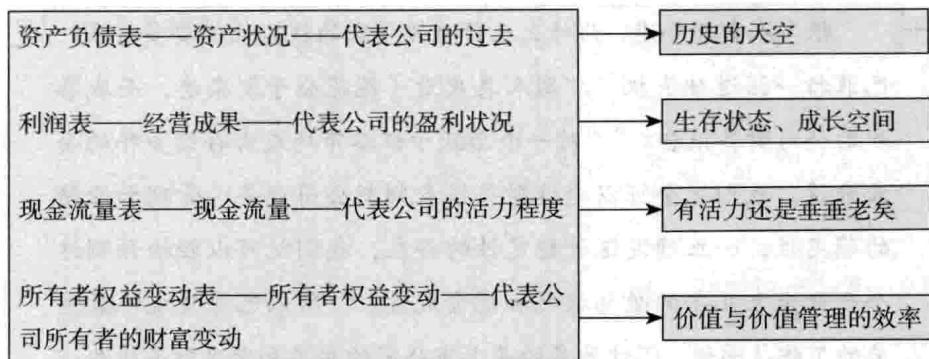 资产负债表——资产状况——代表公司的过去
历史的天空
利润表——经营成果——代表公司的盈利状况
生存状态、成长空间
现金流量表——现金流量——代表公司的活力程度
有活力还是垂垂老矣
所有者权益变动表——所有者权益变动——代表公
司所有者的财富变动
价值与价值管理的效率